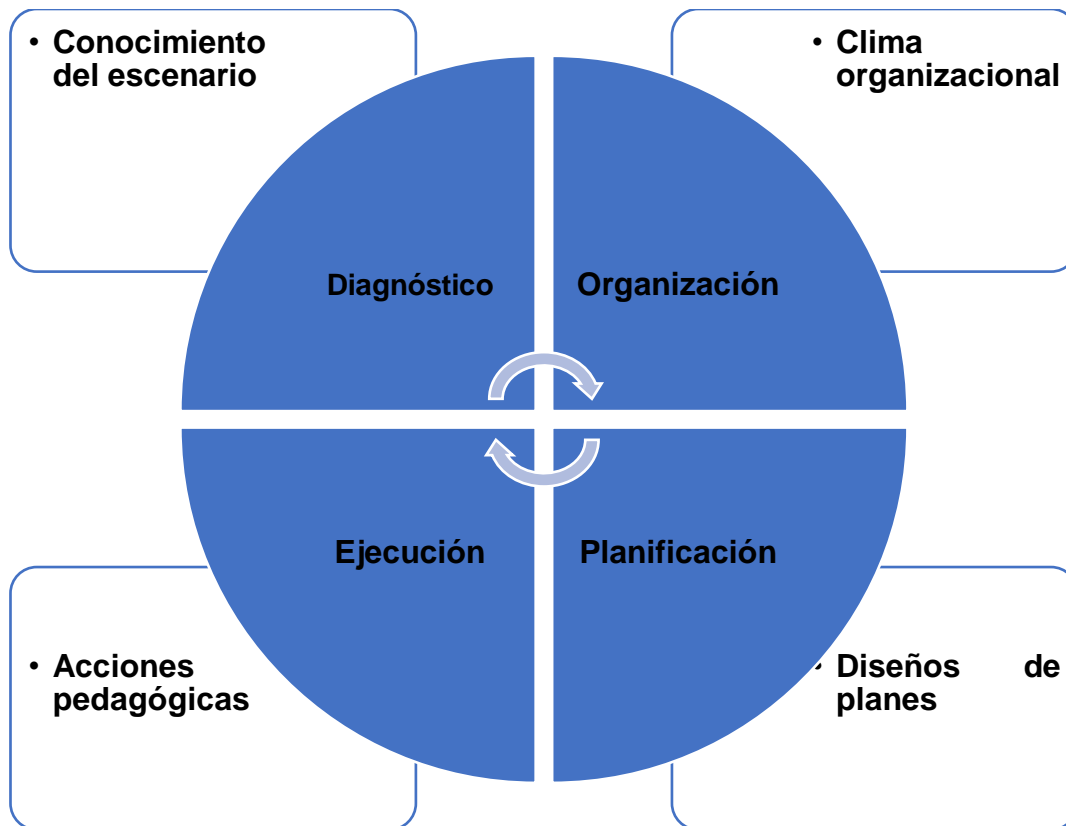 • Conocimiento
del escenario
• Clima
organizacional
Diagnóstico
Organización
Ejecución
Planificación
• Acciones
pedagógicas
• Diseños de
planes